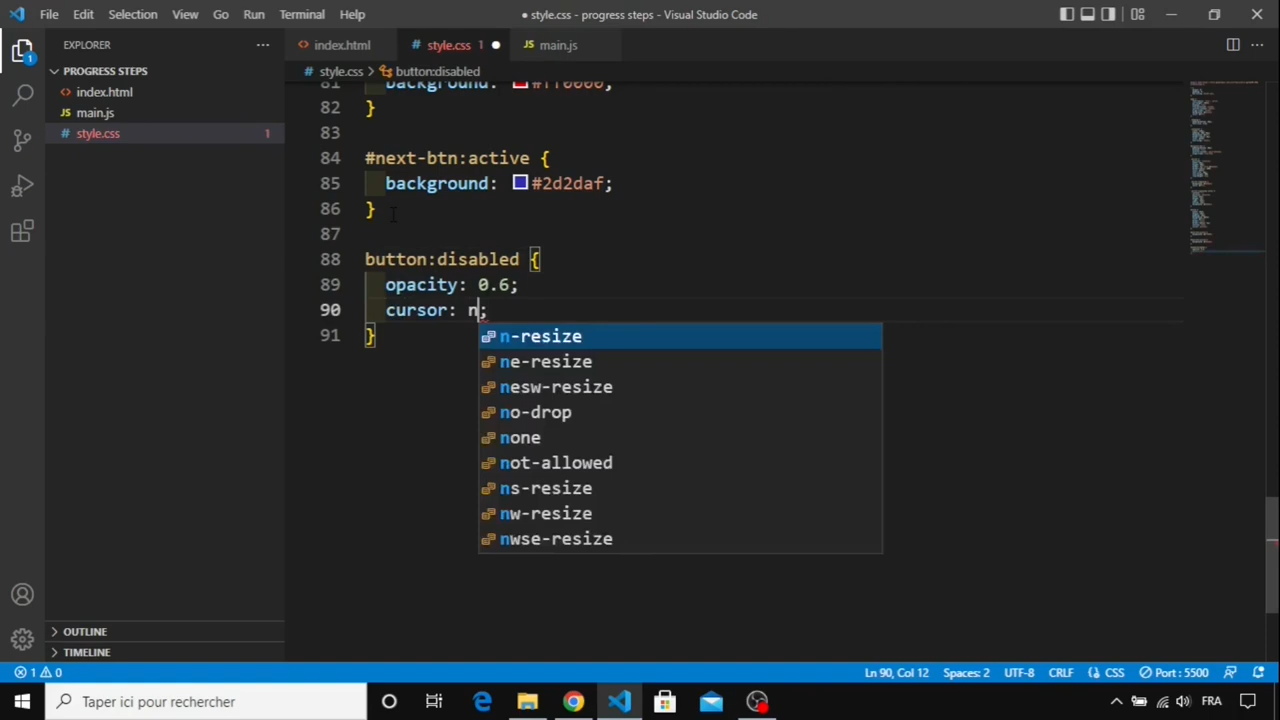 File Edit Selection View Go Run Terminal Help
● style.css - progress steps - Visual Studio Code
EXPLORER
index.html
style.css 1
main.js
PROGRESS STEPS
style.css > button:disabled
index.html
main.js
style.css 1
81 background: #ff0000;
82 }
83
84 #next-btn:active {
85 background: #2d2daf;
86 }
87
88 button:disabled {
89 opacity: 0.6;
90 cursor: n;
91 }
n-resize
ne-resize
nesw-resize
no-drop
none
not-allowed
ns-resize
nw-resize
nwse-resize
OUTLINE
TIMELINE
1 0 Ln 90, Col 12 Spaces: 2 UTF-8 CRLF {} CSS Port : 5500
Taper ici pour rechercher
FRA